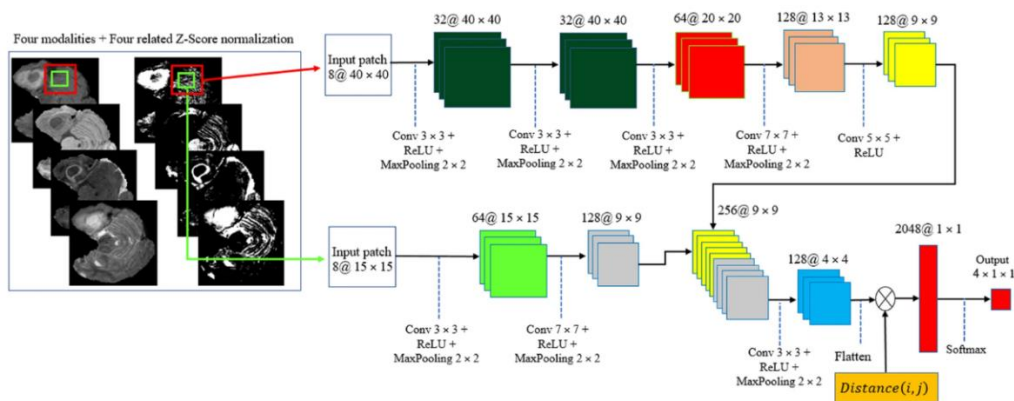 Four modalities + Four related Z-Score normalization
Input patch
8@ 40 × 40
32@ 40 × 40
32@ 40 × 40
64@ 20 × 20
128@ 13 × 13
128@ 9 × 9
Conv 3 × 3 +
ReLU +
MaxPooling 2 × 2
Conv 3 × 3 +
ReLU +
MaxPooling 2 × 2
Conv 3 × 3 +
ReLU +
MaxPooling 2 × 2
Conv 7 × 7 +
ReLU +
MaxPooling 2 × 2
Conv 5 × 5 +
ReLU
Input patch
8@ 15 × 15
64@ 15 × 15
128@ 9 × 9
256@ 9 × 9
128@ 4 × 4
2048@ 1 × 1
Output
4 × 1 × 1
Conv 3 × 3 +
ReLU +
MaxPooling 2 × 2
Conv 7 × 7 +
ReLU +
MaxPooling 2 × 2
Conv 3 × 3 +
ReLU +
MaxPooling 2 × 2
Flatten
Softmax
Distance(i, j)